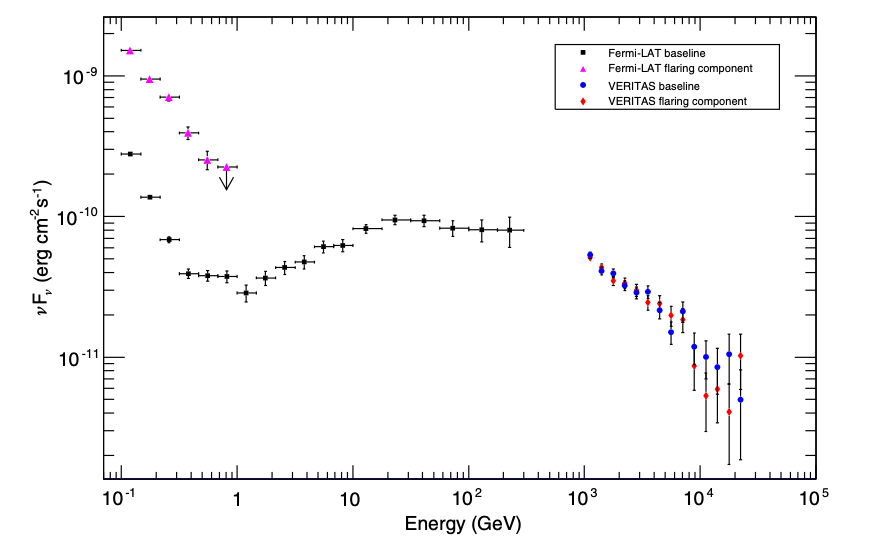 Fermi-LAT baseline
Fermi-LAT flaring component
VERITAS baseline
VERITAS flaring component
10⁻⁹
10⁻¹⁰
10⁻¹¹
νFν (erg cm⁻²s⁻¹)
10⁻¹ 1 10 10² 10³ 10⁴ 10⁵
Energy (GeV)